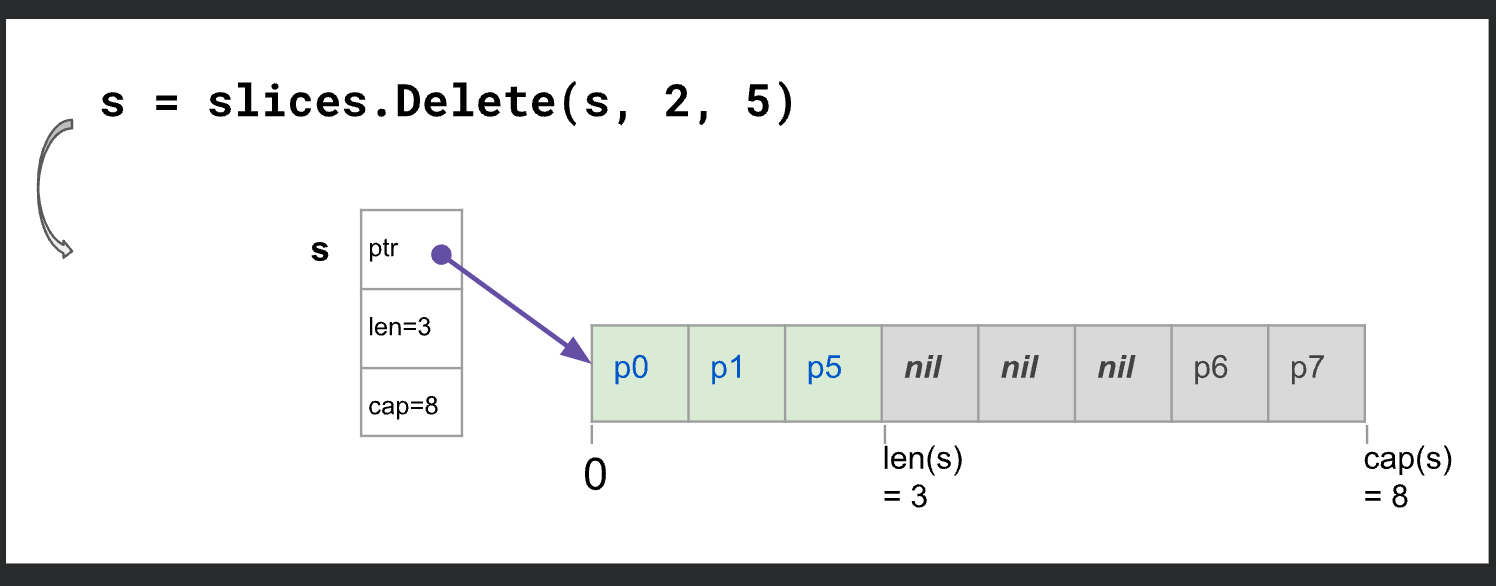 s = slices.Delete(s, 2, 5)
s
ptr
len=3
cap=8
p0 p1 p5 nil nil nil p6 p7
0
len(s)
= 3
cap(s)
= 8